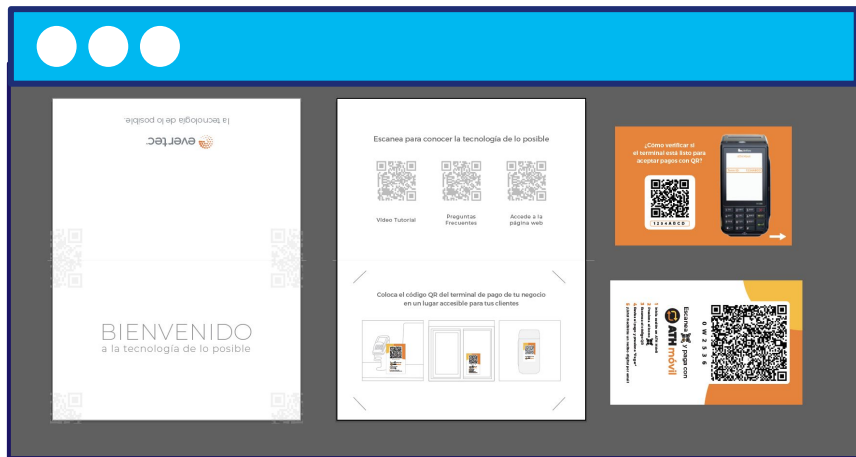 la tecnología de lo posible.
evertec
BIENVENIDO
a la tecnología de lo posible
Escanea para conocer la tecnología de lo posible
Video Tutorial
Preguntas
Frecuentes
Accede a la
página web
Coloca el código QR del terminal de pago de tu negocio
en un lugar accesible para tus clientes
¿Cómo verificar si
el terminal está listo para
aceptar pagos con QR?
1234ABCD
Escanea y paga con
ATH móvil
0W2536